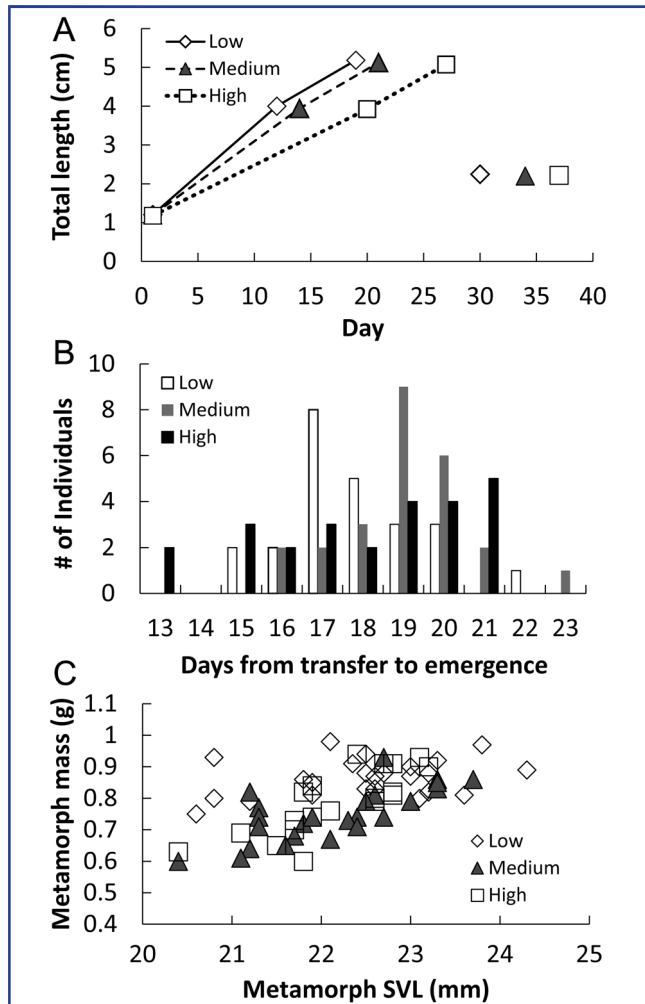 A
Total length (cm)
6
5
4
3
2
1
0
Low
Medium
High
0 5 10 15 20 25 30 35 40
Day
B
# of Individuals
10
8
6
4
2
0
Low
Medium
High
13 14 15 16 17 18 19 20 21 22 23
Days from transfer to emergence
C
Metamorph mass (g)
1.1
1
0.9
0.8
0.7
0.6
0.5
0.4
Low
Medium
High
20 21 22 23 24 25
Metamorph SVL (mm)